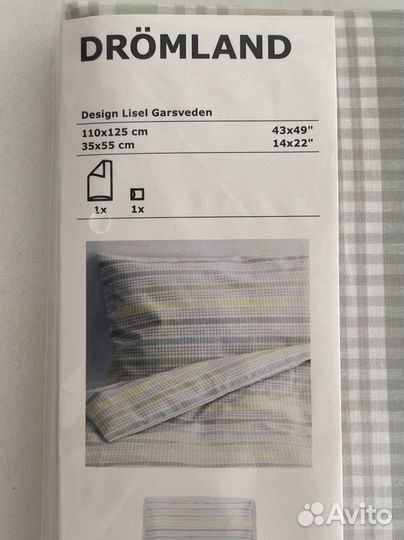 DRÖMLAND
Design Lisel Garsveden
110x125 cm 43x49"
35x55 cm 14x22"
1x 1x
Avito